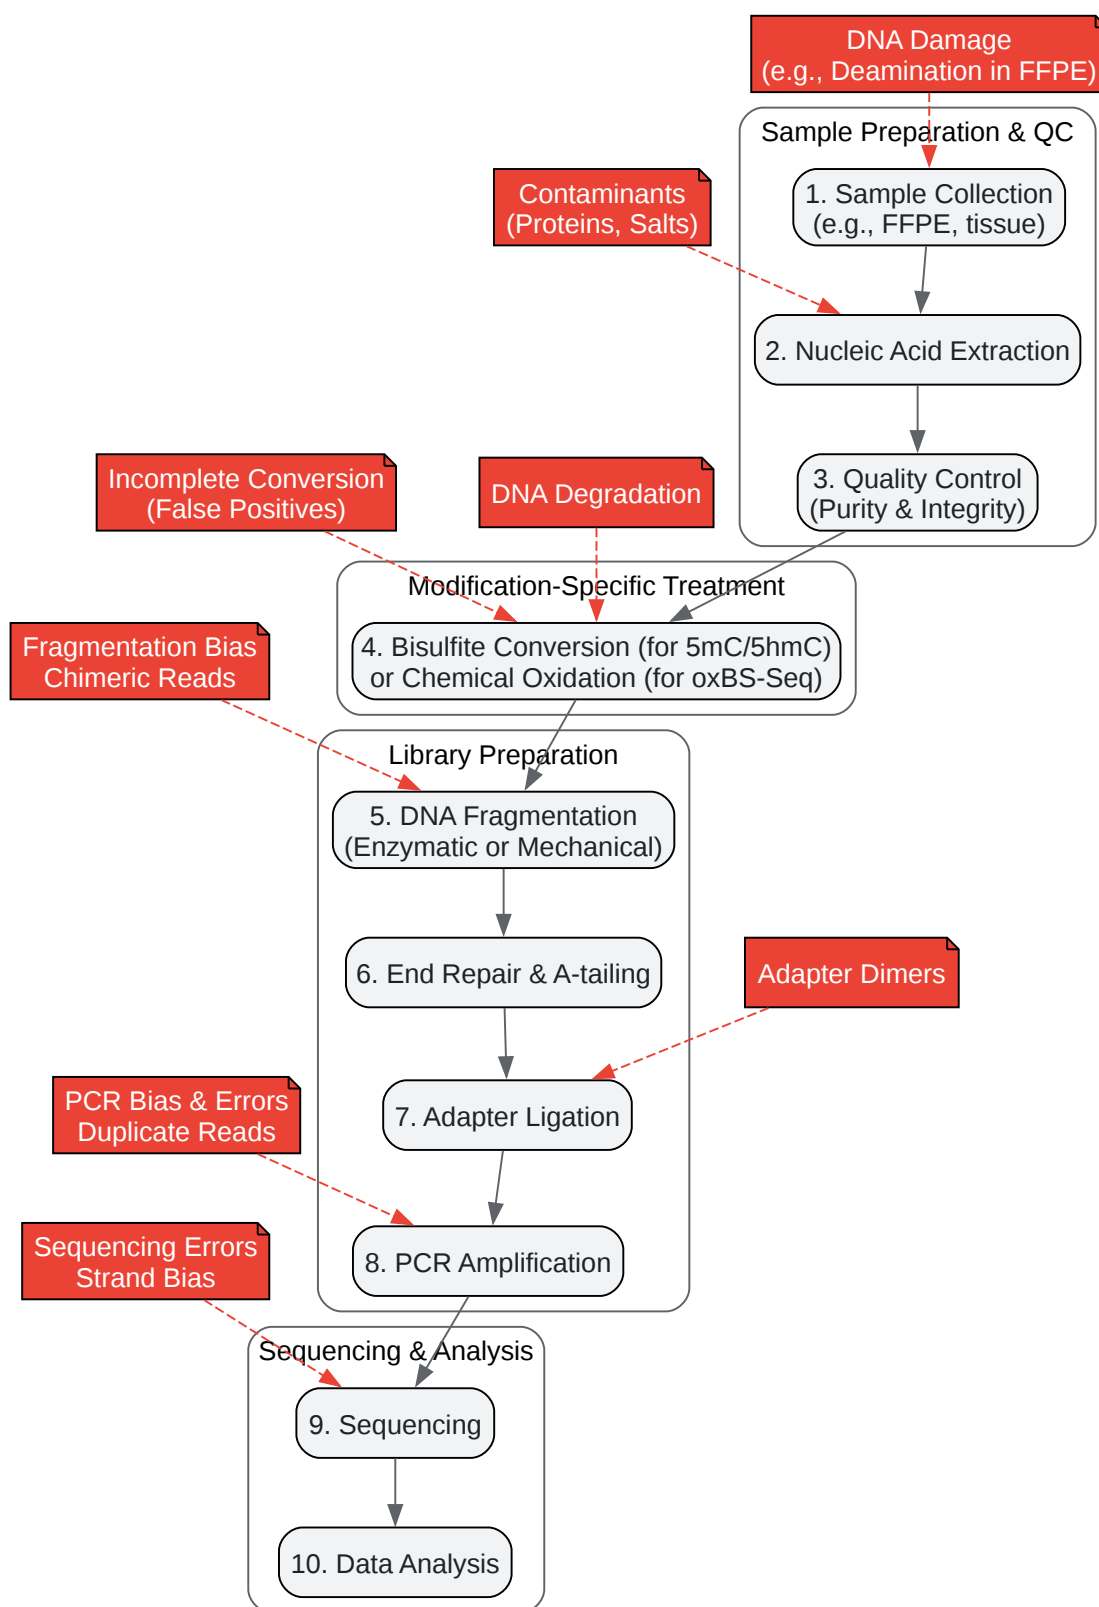 DNA Damage
(e.g., Deamination in FFPE)
Sample Preparation & QC
Contaminants
(Proteins, Salts)
1. Sample Collection
(e.g., FFPE, tissue)
2. Nucleic Acid Extraction
Incomplete Conversion
(False Positives)
DNA Degradation
3. Quality Control
(Purity & Integrity)
Modification-Specific Treatment
Fragmentation Bias
Chimeric Reads
4. Bisulfite Conversion (for 5mC/5hmC)
or Chemical Oxidation (for oxBS-Seq)
Library Preparation
5. DNA Fragmentation
(Enzymatic or Mechanical)
6. End Repair & A-tailing
Adapter Dimers
PCR Bias & Errors
Duplicate Reads
7. Adapter Ligation
Sequencing Errors
Strand Bias
8. PCR Amplification
Sequencing & Analysis
9. Sequencing
10. Data Analysis